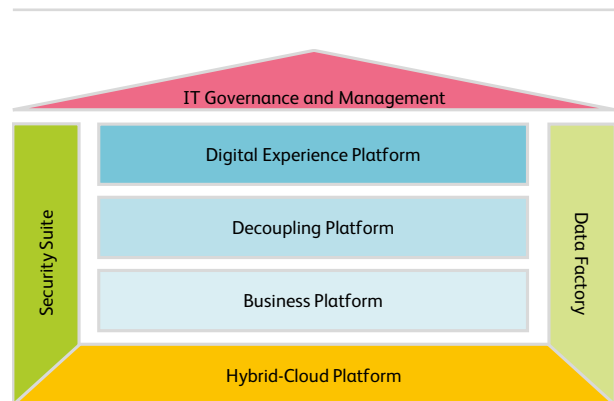 IT Governance and Management
Digital Experience Platform
Decoupling Platform
Business Platform
Security Suite
Data Factory
Hybrid-Cloud Platform